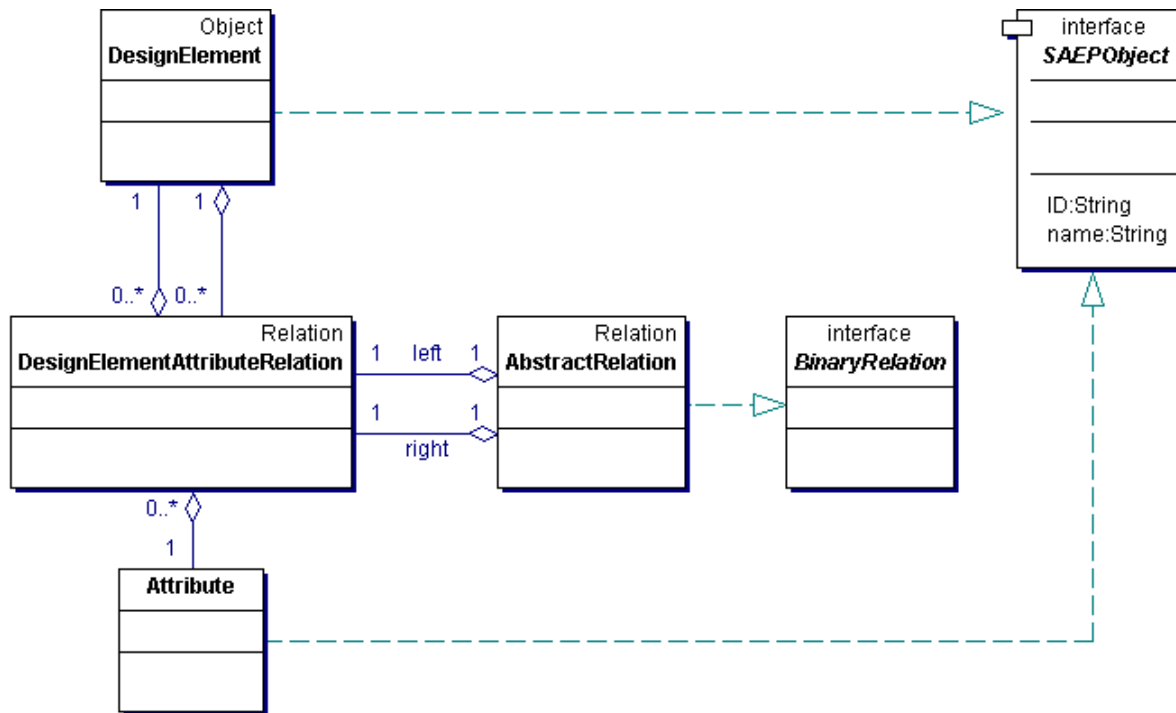 Object
DesignElement
interface
SAEPObject
ID:String
name:String
1
1
0..*
0..*
Relation
DesignElementAttributeRelation
1
left
1
1
right
1
Relation
AbstractRelation
interface
BinaryRelation
0..*
1
Attribute